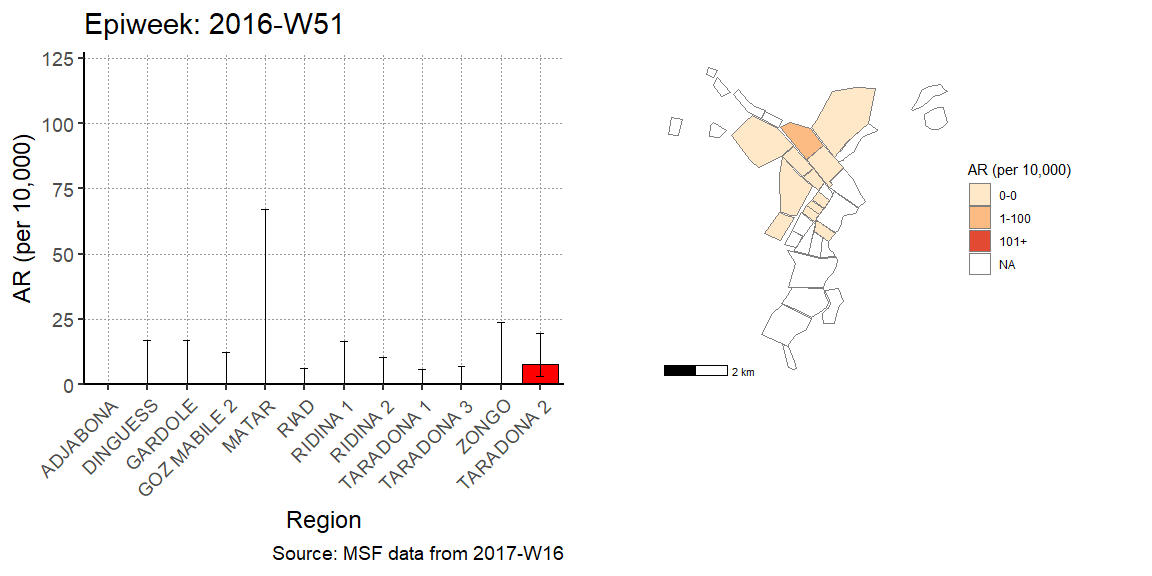 Epiweek: 2016-W51
AR (per 10,000)
125
100
75
50
25
0
ADJABONA
DINGUESS
GARDOLE
GOZ MABILE 2
MATAR
RIAD
RIDINA 1
RIDINA 2
TARADONA 1
TARADONA 3
ZONGO
TARADONA 2
Region
Source: MSF data from 2017-W16
AR (per 10,000)
0-0
1-100
101+
NA
2 km